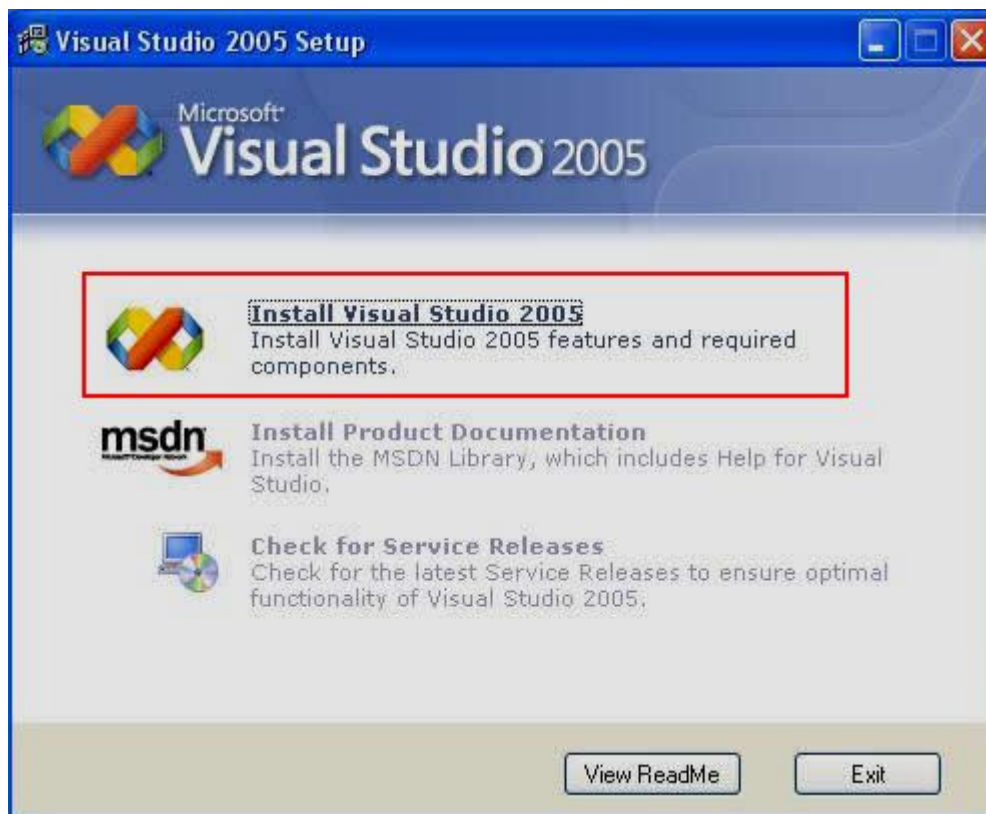 Visual Studio 2005 Setup
Microsoft
Visual Studio 2005
Install Visual Studio 2005
Install Visual Studio 2005 features and required
components.
msdn
Install Product Documentation
Install the MSDN Library, which includes Help for Visual
Studio.
Check for Service Releases
Check for the latest Service Releases to ensure optimal
functionality of Visual Studio 2005.
View ReadMe
Exit